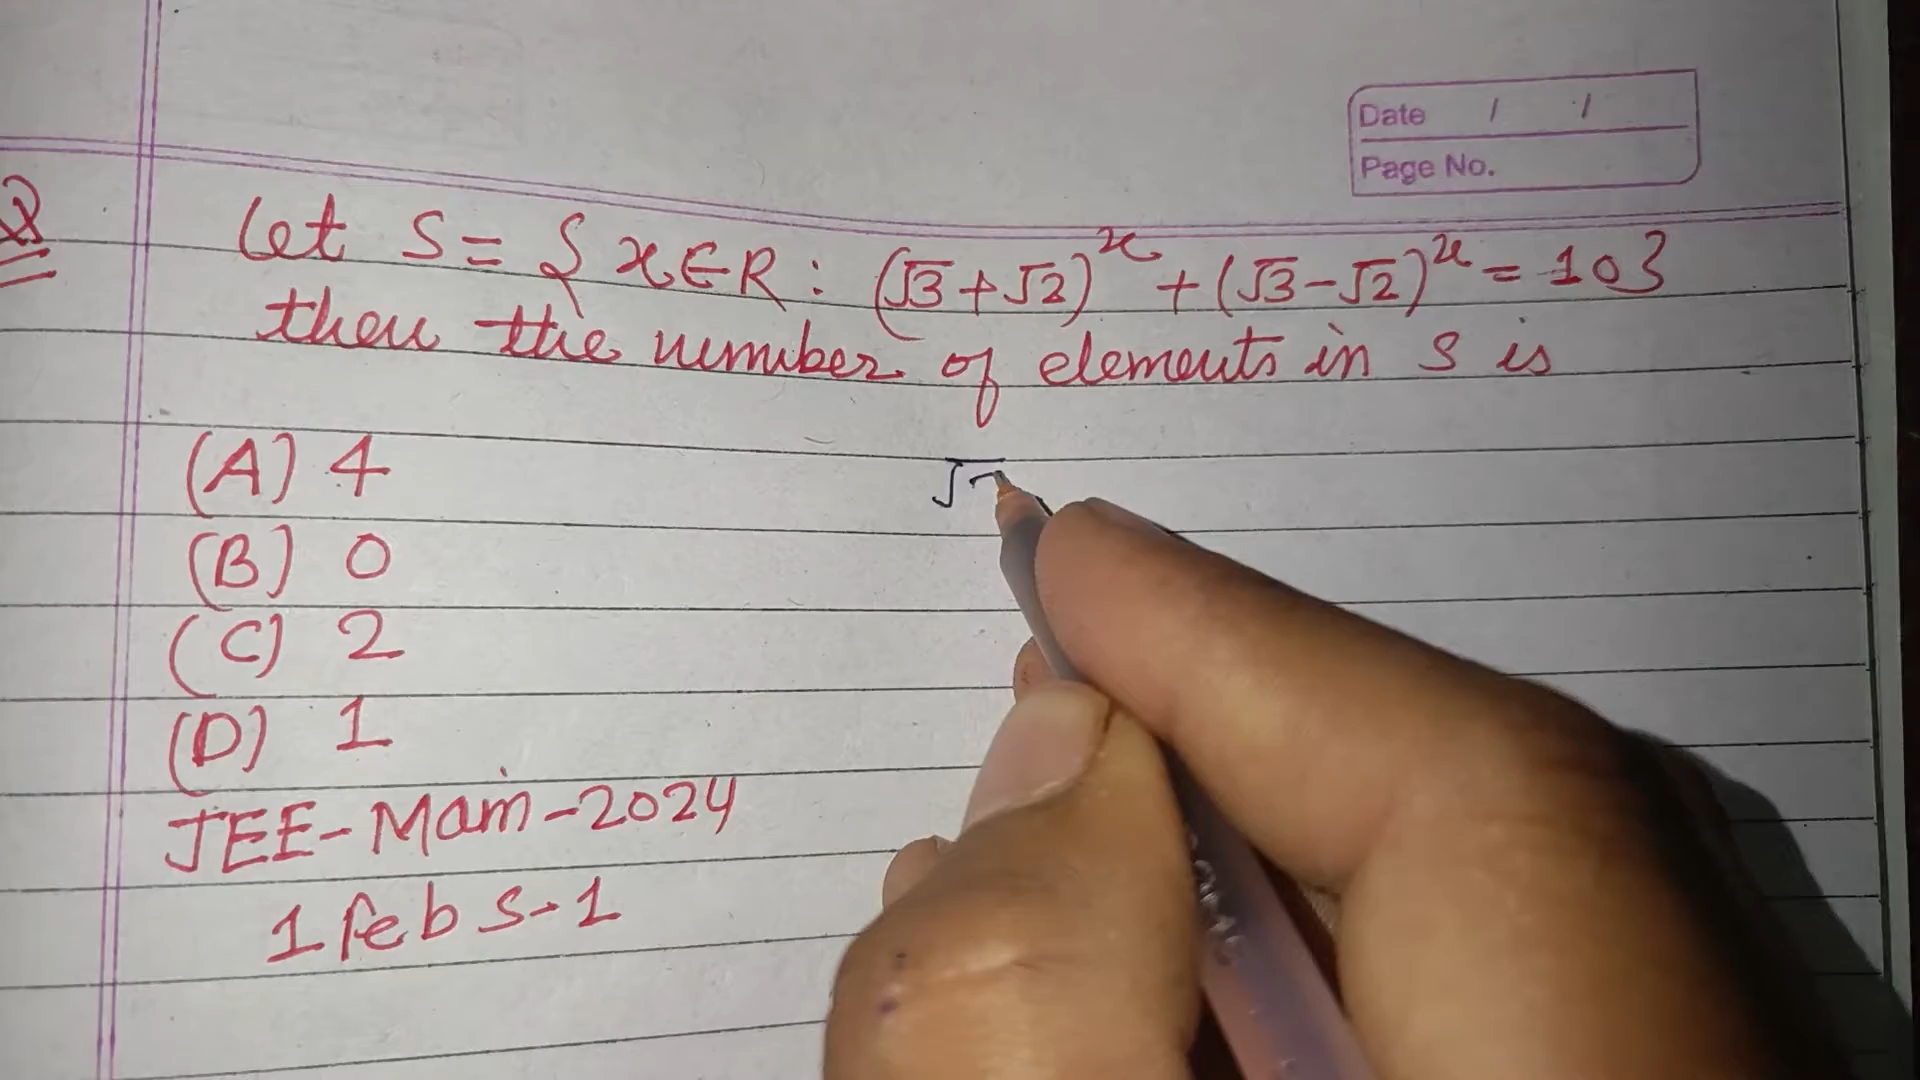 Date / /
Page No.
Q Let S = { x∈R : (√3+√2)^x + (√3-√2)^x = 10}
then the number of elements in S is
(A) 4
(B) 0
(C) 2
(D) 1
JEE-Main-2024
1 feb S-1